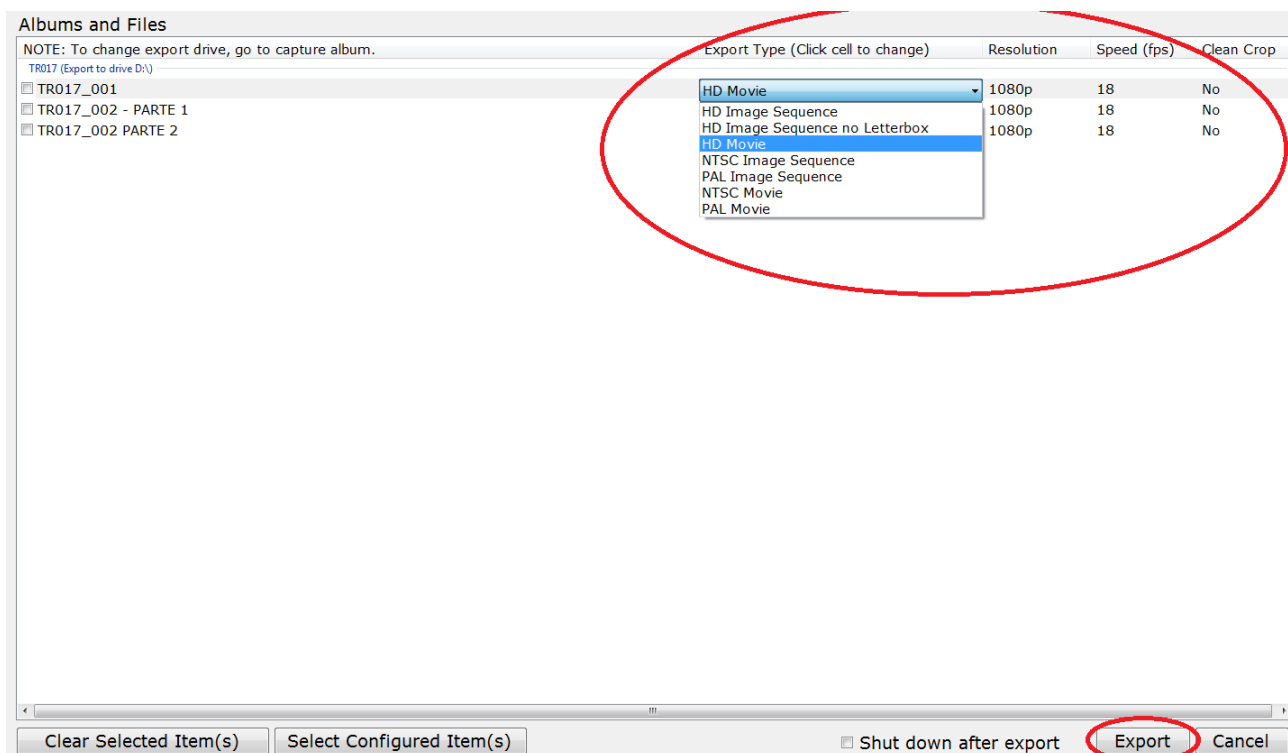 Albums and Files
NOTE: To change export drive, go to capture album. Export Type (Click cell to change) Resolution Speed (fps) Clean Crop
TR017 (Export to drive D:\)
TR017_001 HD Movie 1080p 18 No
TR017_002 - PARTE 1 HD Image Sequence 1080p 18 No
TR017_002 PARTE 2 HD Image Sequence no Letterbox 1080p 18 No
HD Movie
NTSC Image Sequence
PAL Image Sequence
NTSC Movie
PAL Movie
Clear Selected Item(s) Select Configured Item(s) Shut down after export Export Cancel